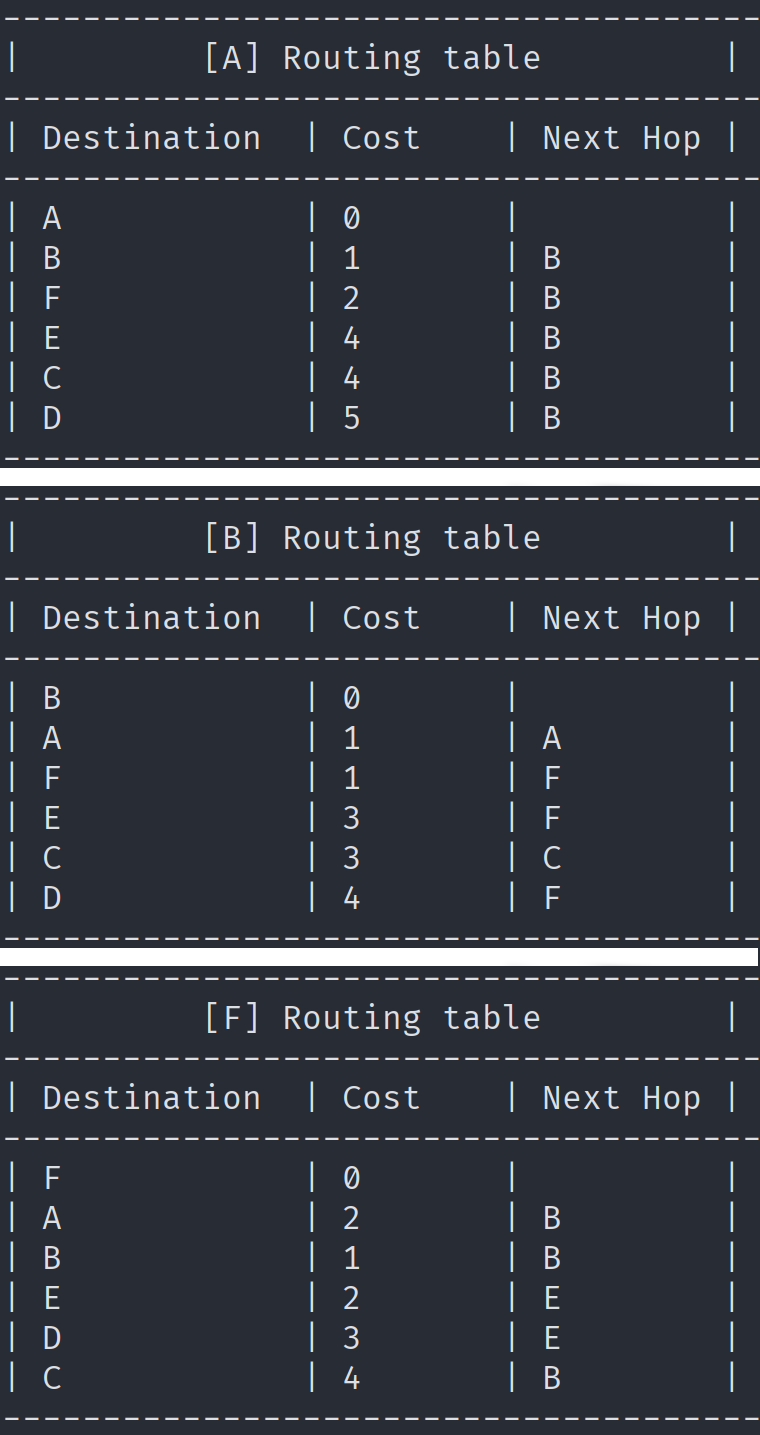 --------------------------------------
| [A] Routing table |
--------------------------------------
| Destination | Cost | Next Hop |
--------------------------------------
| A | 0 | |
| B | 1 | B |
| F | 2 | B |
| E | 4 | B |
| C | 4 | B |
| D | 5 | B |
--------------------------------------
--------------------------------------
| [B] Routing table |
--------------------------------------
| Destination | Cost | Next Hop |
--------------------------------------
| B | 0 | |
| A | 1 | A |
| F | 1 | F |
| E | 3 | F |
| C | 3 | C |
| D | 4 | F |
--------------------------------------
--------------------------------------
| [F] Routing table |
--------------------------------------
| Destination | Cost | Next Hop |
--------------------------------------
| F | 0 | |
| A | 2 | B |
| B | 1 | B |
| E | 2 | E |
| D | 3 | E |
| C | 4 | B |
--------------------------------------